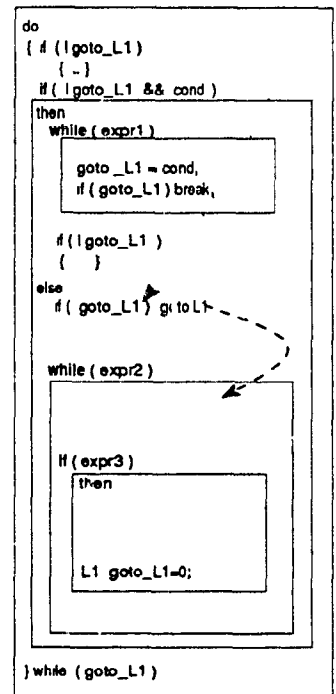 do
{ if ( !goto_L1)
{ .. }
if ( !goto_L1 && cond )
then
while ( expr1 )
goto _L1 = cond,
if ( goto_L1 ) break,
if ( !goto_L1 )
{ }
else
if ( goto_L1 ) goto L1
while ( expr2 )
if ( expr3 )
then
L1 goto_L1=0;
} while ( goto_L1 )